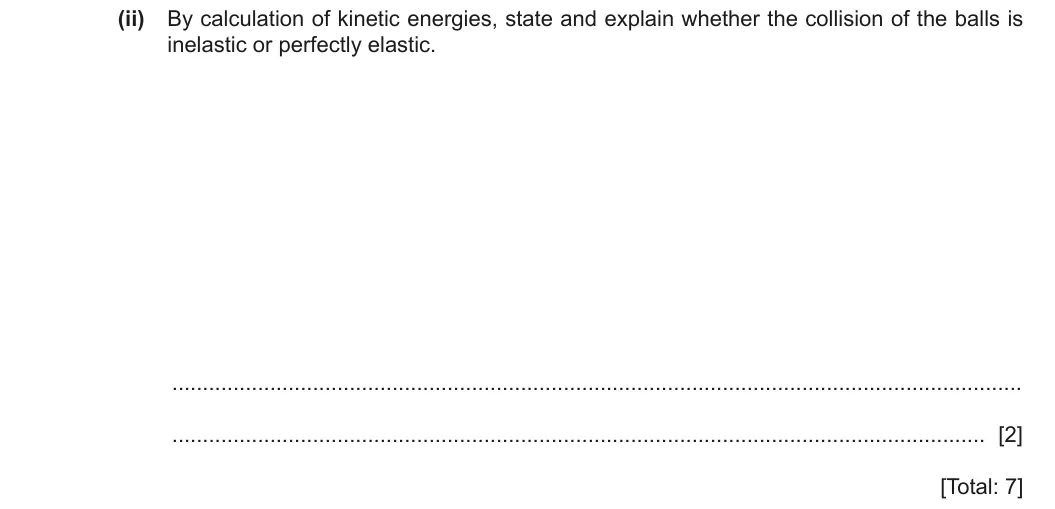 (ii) By calculation of kinetic energies, state and explain whether the collision of the balls is
inelastic or perfectly elastic.
..........................................................................................................................................
.................................................................................................................................... [2]
[Total: 7]